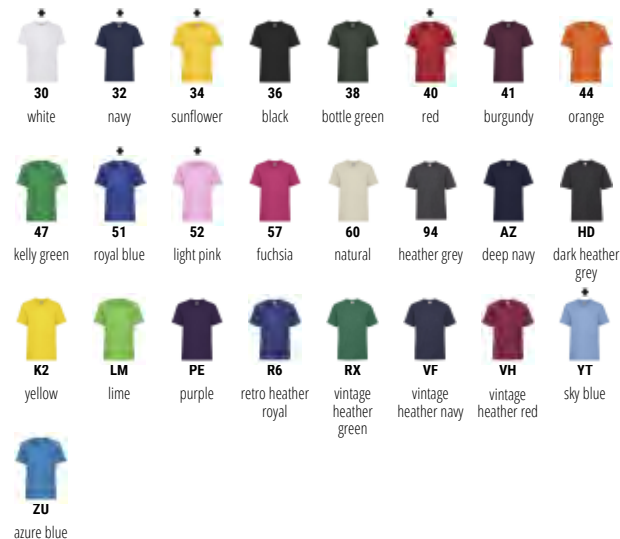 30 32 34 36 38 40 41 44
white navy sunflower black bottle green red burgundy orange
47 51 52 57 60 94 AZ HD
kelly green royal blue light pink fuchsia natural heather grey deep navy dark heather
grey
K2 LM PE R6 RX VF VH YT
yellow lime purple retro heather vintage vintage vintage sky blue
royal heather heather navy heather red
green
ZU
azure blue